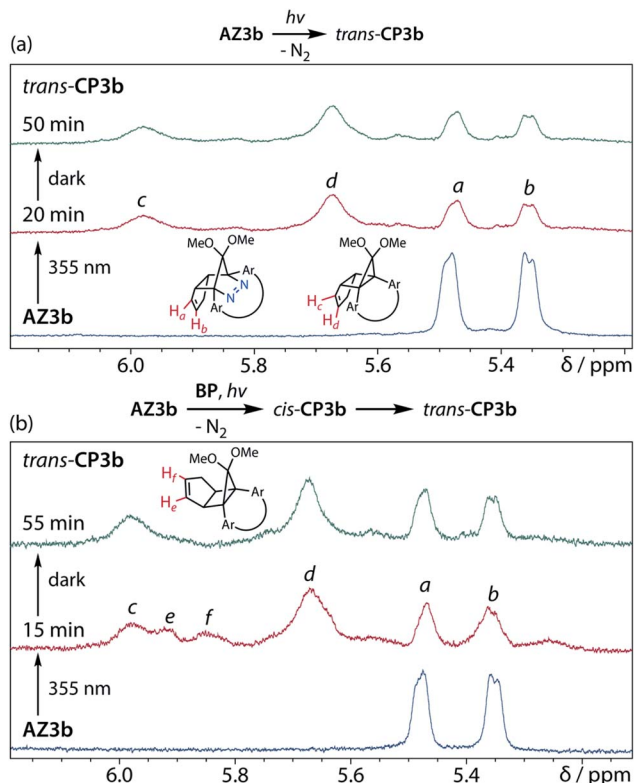 (a)
AZ3b hν trans-CP3b
- N2
trans-CP3b
50 min
dark
20 min
c d a b
355 nm
AZ3b
MeO OMe
Ar
N
N
Ar
Ha
Hb
MeO OMe
Ar
Ar
Hc
Hd
6.0 5.8 5.6 5.4 δ / ppm
(b)
AZ3b BP, hν cis-CP3b trans-CP3b
- N2
trans-CP3b
55 min
MeO OMe
Hf
He
Ar
Ar
dark
15 min
c e f d a b
355 nm
AZ3b
6.0 5.8 5.6 5.4 δ / ppm